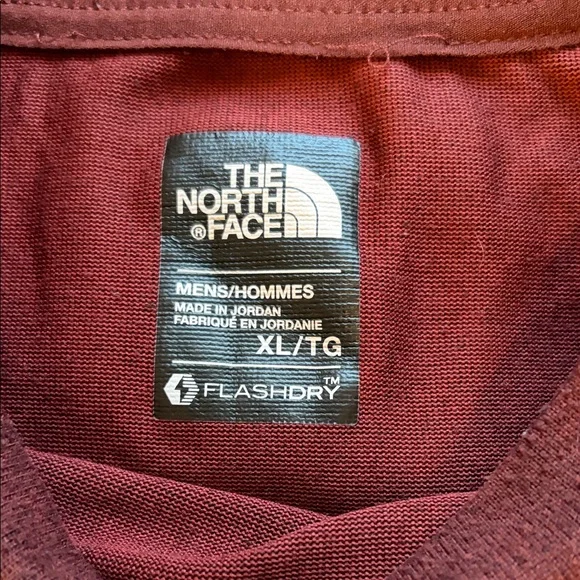 THE
NORTH
®FACE
MENS/HOMMES
MADE IN JORDAN
FABRIQUÉ EN JORDANIE
XL/TG
FLASHDRY™